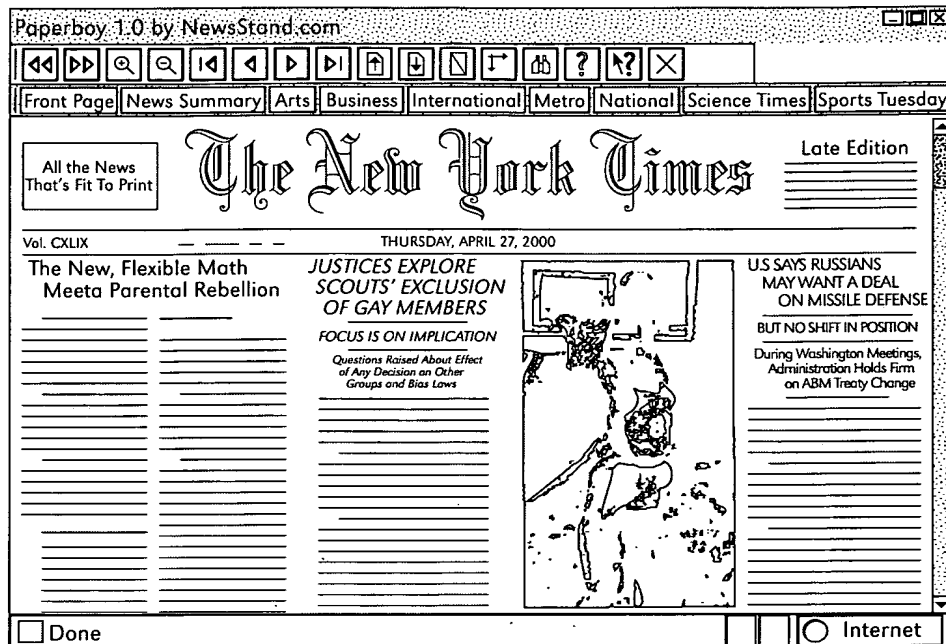 Paperboy 1.0 by NewsStand.com
? ?
Front Page News Summary Arts Business International Metro National Science Times Sports Tuesday
All the News
That's Fit To Print
The New York Times
Late Edition
Vol. CXLIX
THURSDAY, APRIL 27, 2000
The New, Flexible Math
Meeta Parental Rebellion
JUSTICES EXPLORE
SCOUTS' EXCLUSION
OF GAY MEMBERS
FOCUS IS ON IMPLICATION
Questions Raised About Effect
of Any Decision on Other
Groups and Bias Laws
U.S SAYS RUSSIANS
MAY WANT A DEAL
ON MISSILE DEFENSE
BUT NO SHIFT IN POSITION
During Washington Meetings,
Administration Holds Firm
on ABM Treaty Change
Done
Internet